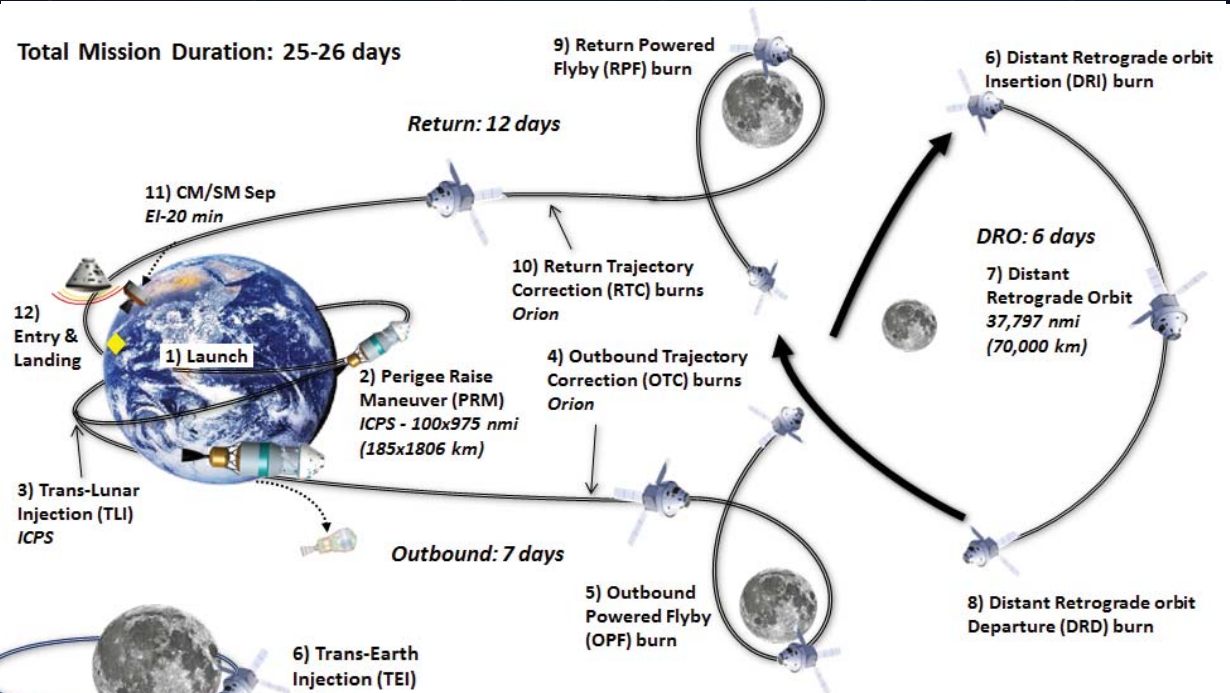 Total Mission Duration: 25-26 days
9) Return Powered
Flyby (RPF) burn
6) Distant Retrograde orbit
Insertion (DRI) burn
Return: 12 days
11) CM/SM Sep
EI-20 min
DRO: 6 days
7) Distant
Retrograde Orbit
37,797 nmi
(70,000 km)
10) Return Trajectory
Correction (RTC) burns
Orion
12)
Entry &
Landing
1) Launch
4) Outbound Trajectory
Correction (OTC) burns
Orion
2) Perigee Raise
Maneuver (PRM)
ICPS - 100x975 nmi
(185x1806 km)
3) Trans-Lunar
Injection (TLI)
ICPS
Outbound: 7 days
5) Outbound
Powered Flyby
(OPF) burn
8) Distant Retrograde orbit
Departure (DRD) burn
6) Trans-Earth
Injection (TEI)